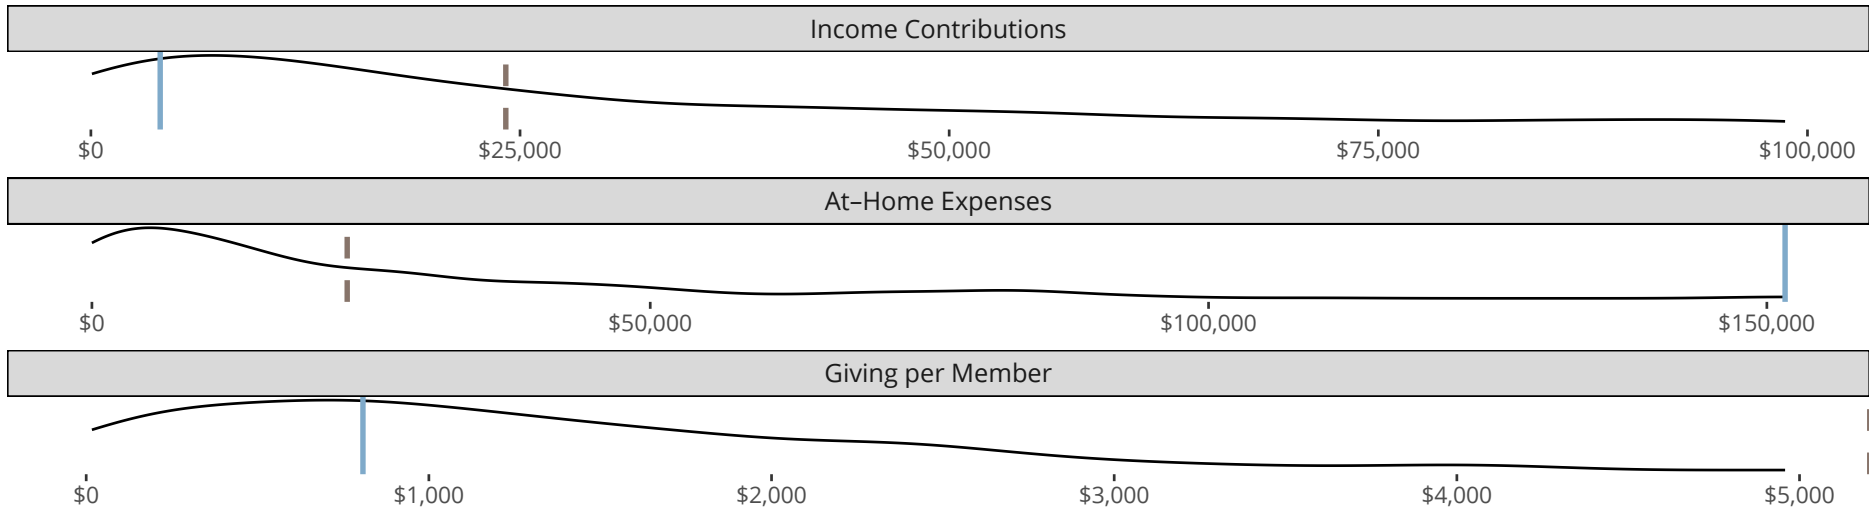 Income Contributions
$0 $25,000 $50,000 $75,000 $100,000
At–Home Expenses
$0 $50,000 $100,000 $150,000
Giving per Member
$0 $1,000 $2,000 $3,000 $4,000 $5,000